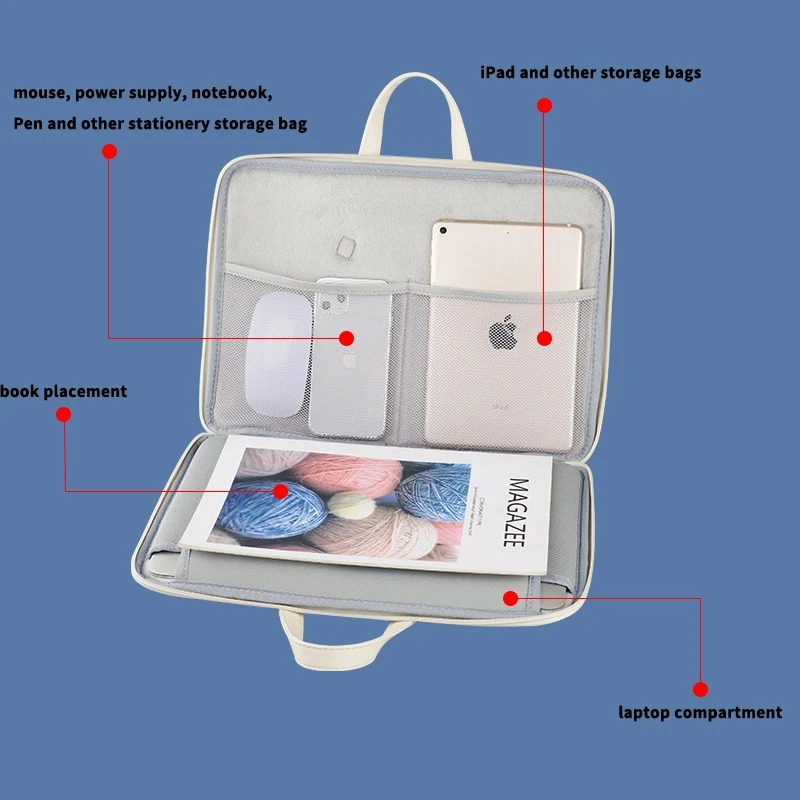 iPad and other storage bags
mouse, power supply, notebook,
Pen and other stationery storage bag
book placement
iPad
MAGAZEE
laptop compartment